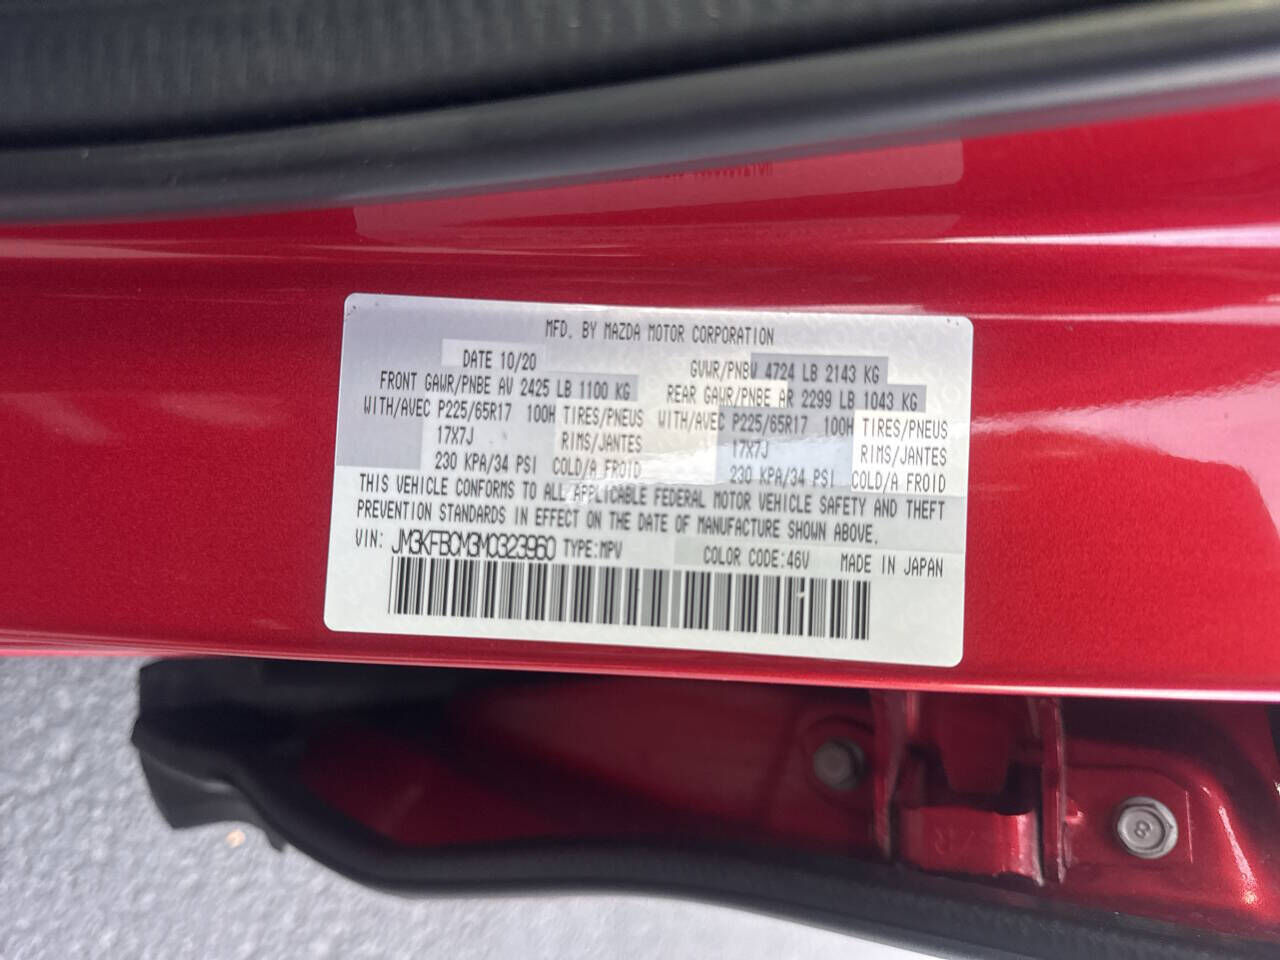 MFD. BY MAZDA MOTOR CORPORATION
DATE 10/20 GVWR/PNBV 4724 LB 2143 KG
FRONT GAWR/PNBE AV 2425 LB 1100 KG REAR GAWR/PNBE AR 2299 LB 1043 KG
WITH/AVEC P225/65R17 100H TIRES/PNEUS WITH/AVEC P225/65R17 100H TIRES/PNEUS
17X7J RIMS/JANTES 17X7J RIMS/JANTES
230 KPA/34 PSI COLD/A FROID 230 KPA/34 PSI COLD/A FROID
THIS VEHICLE CONFORMS TO ALL APPLICABLE FEDERAL MOTOR VEHICLE SAFETY AND THEFT
PREVENTION STANDARDS IN EFFECT ON THE DATE OF MANUFACTURE SHOWN ABOVE.
VIN: JM3KFBCM3M0323960 TYPE:MPV COLOR CODE:46V MADE IN JAPAN
8